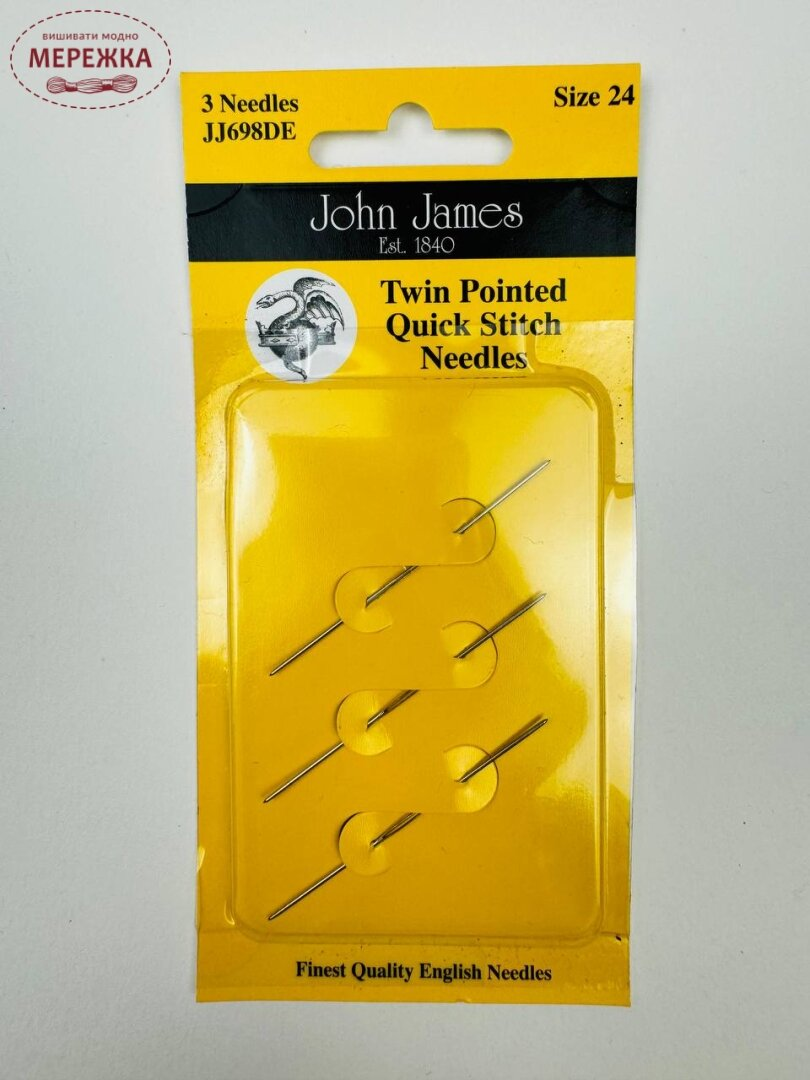 вишивати модно
МЕРЕЖКА
3 Needles
JJ698DE
Size 24
John James
Est. 1840
Twin Pointed
Quick Stitch
Needles
Finest Quality English Needles